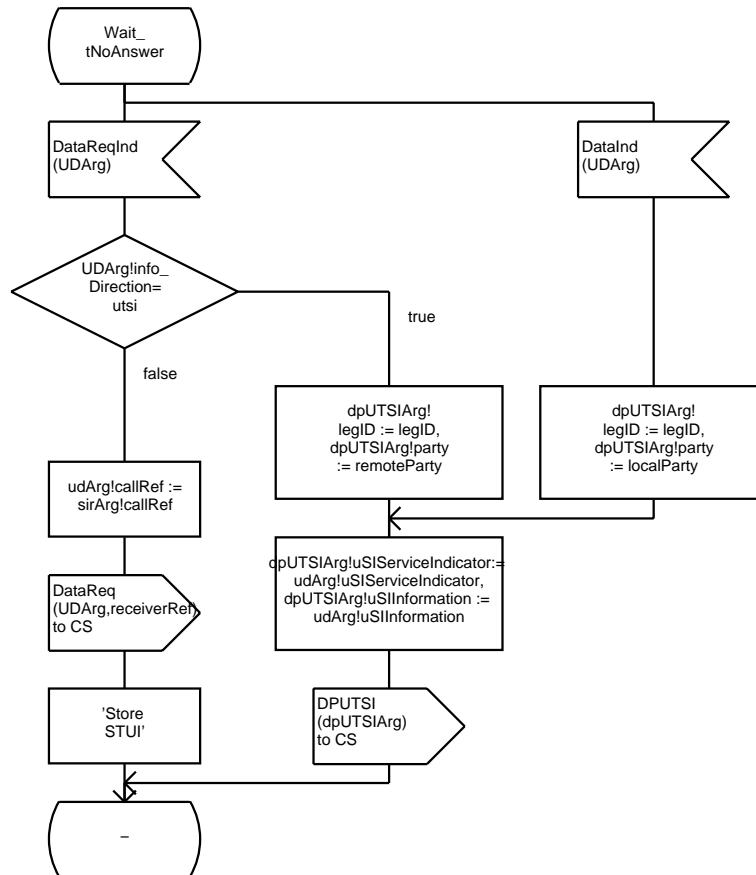 Wait_
tNoAnswer
DataReqInd
(UDArg)
DataInd
(UDArg)
UDArg!info_
Direction=
utsi
true
false
dpUTSIArg!
legID := legID,
dpUTSIArg!party
:= remoteParty
dpUTSIArg!
legID := legID,
dpUTSIArg!party
:= localParty
udArg!callRef :=
sirArg!callRef
dpUTSIArg!uSIServiceIndicator:=
udArg!uSIServiceIndicator,
dpUTSIArg!uSIInformation :=
udArg!uSIInformation
DataReq
(UDArg,receiverRef)
to CS
'Store
STUI'
DPUTSI
(dpUTSIArg)
to CS
–